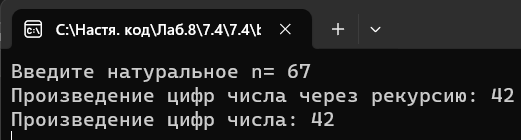 C:\Настя. код\Лаб.8\7.4\7.4\b
Введите натуральное n= 67
Произведение цифр числа через рекурсию: 42
Произведение цифр числа: 42